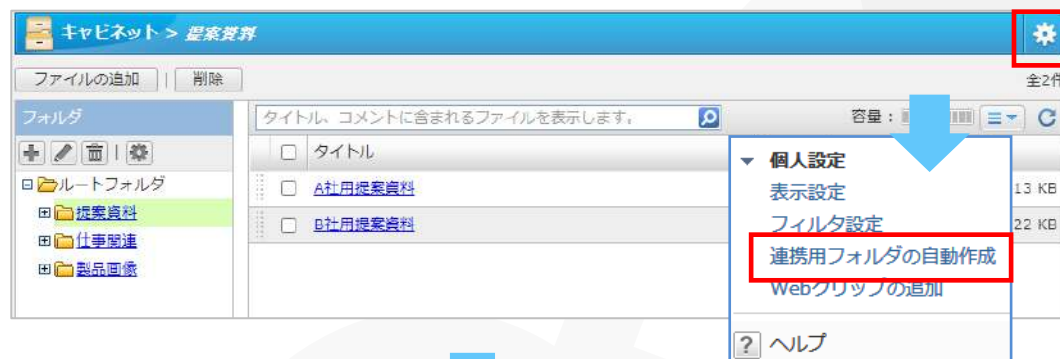 キャビネット > 提案資料
ファイルの追加 | 削除
全2件
フォルダ
タイトル、コメントに含まれるファイルを表示します。
容量:
タイトル
ルートフォルダ
提案資料
仕事関連
製品画像
A社用提案資料
13 KB
B社用提案資料
22 KB
個人設定
表示設定
フィルタ設定
連携用フォルダの自動作成
Webクリップの追加
? ヘルプ